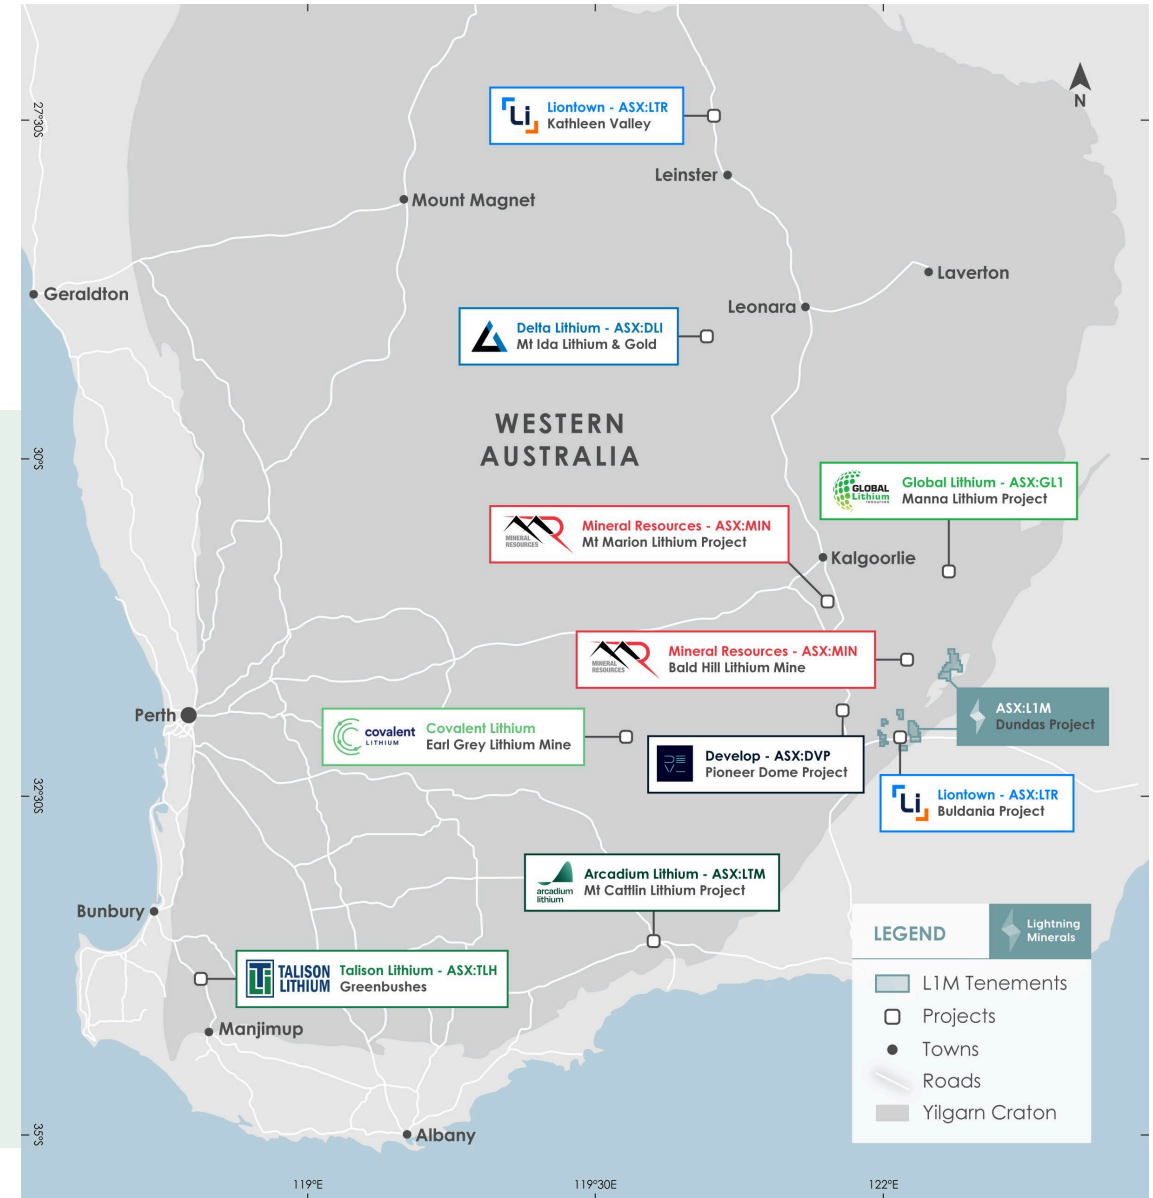 N
27°30S
Li
Liontown - ASX:LTR
Kathleen Valley
Leinster
Mount Magnet
Laverton
Geraldton
Leonara
Delta Lithium - ASX:DLI
Mt Ida Lithium & Gold
WESTERN
AUSTRALIA
30°S
GLOBAL
Lithium
RESOURCES
Global Lithium - ASX:GL1
Manna Lithium Project
MINERAL
RESOURCES
Mineral Resources - ASX:MIN
Mt Marion Lithium Project
Kalgoorlie
MINERAL
RESOURCES
Mineral Resources - ASX:MIN
Bald Hill Lithium Mine
ASX:L1M
Dundas Project
Perth
covalent
LITHIUM
Covalent Lithium
Earl Grey Lithium Mine
Develop - ASX:DVP
Pioneer Dome Project
32°30S
Li
Liontown - ASX:LTR
Buldania Project
arcadium
lithium
Arcadium Lithium - ASX:LTM
Mt Cattlin Lithium Project
Bunbury
TALISON
LITHIUM
Talison Lithium - ASX:TLH
Greenbushes
Manjimup
Albany
35°S
LEGEND
Lightning
Minerals
L1M Tenements
Projects
Towns
Roads
Yilgarn Craton
119°E
119°30E
122°E